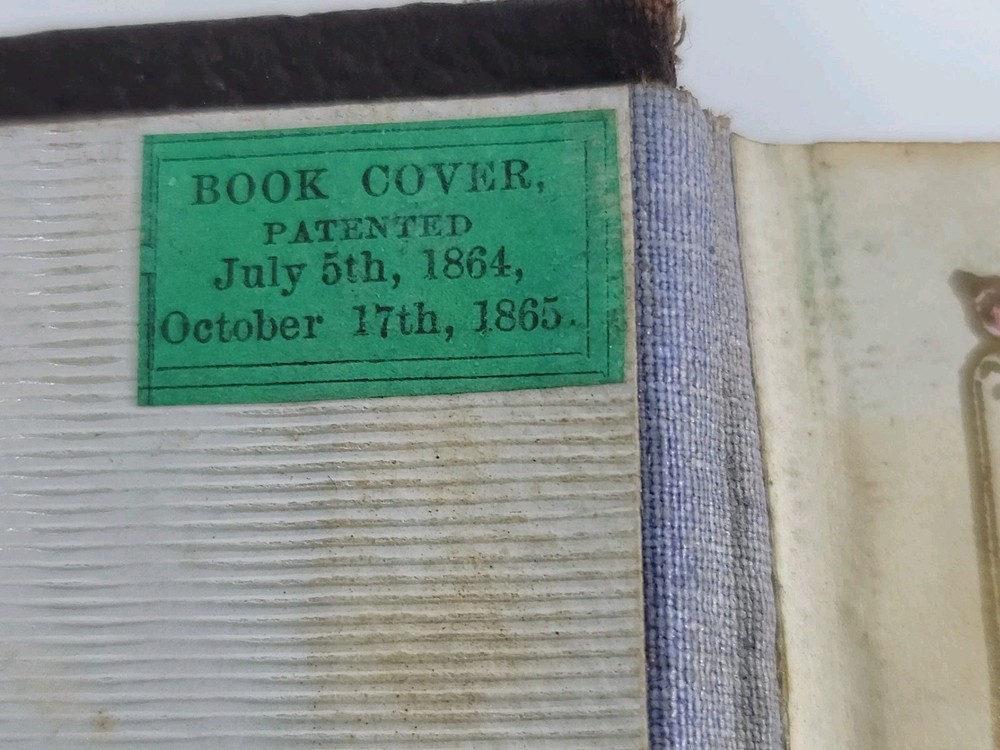 BOOK COVER,
PATENTED
July 5th, 1864,
October 17th, 1865.